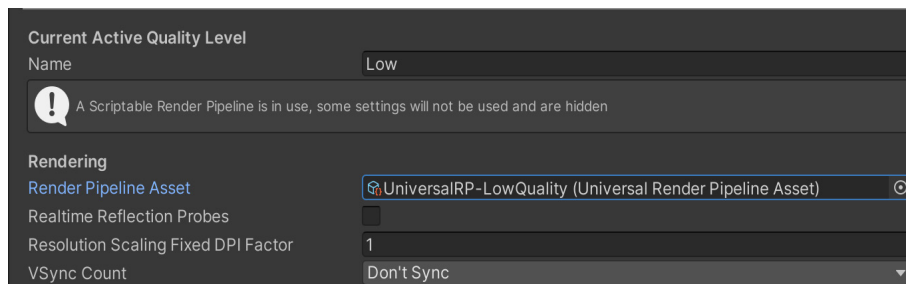 Current Active Quality Level
Name Low
A Scriptable Render Pipeline is in use, some settings will not be used and are hidden
Rendering
Render Pipeline Asset UniversalRP-LowQuality (Universal Render Pipeline Asset)
Realtime Reflection Probes
Resolution Scaling Fixed DPI Factor 1
VSync Count Don't Sync